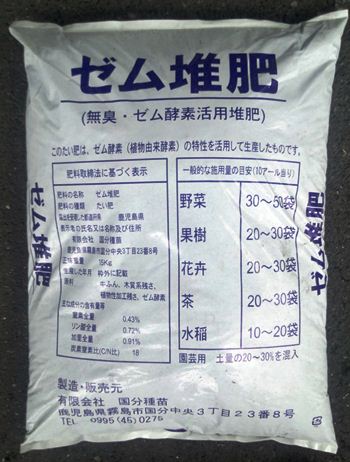 ゼム堆肥
(無臭・ゼム酵素活用堆肥)
このたい肥は、ゼム酵素(植物由来酵素)の特性を活用して生産したものです。
肥料取締法に基づく表示
肥料の名称 ゼム堆肥
肥料の種類 たい肥
届出を受理した都道府県 鹿児島県
表示者の氏名又は名称及び住所
有限会社 国分種苗
鹿児島県霧島市国分中央3丁目23番8号
正味重量 15Kg
生産した年月 枠外に記載
原料 牛ふん、木質系残さ、
植物性加工残さ、ゼム酵素
主な成分の含有量等
窒素全量 0.43%
リン酸全量 0.72%
加里全量 0.91%
炭素窒素比(C/N比) 18
一般的な施用量の目安(10アール当り)
野菜 30〜50袋
果樹 20〜30袋
花卉 20〜30袋
茶 20〜30袋
水稲 10〜20袋
園芸用 土量の20〜30%を混入
ゼム堆肥
ゼム堆肥
製造・販売元
有限会社 国分種苗
鹿児島県霧島市国分中央3丁目23番8号
TEL 0995(45)0275